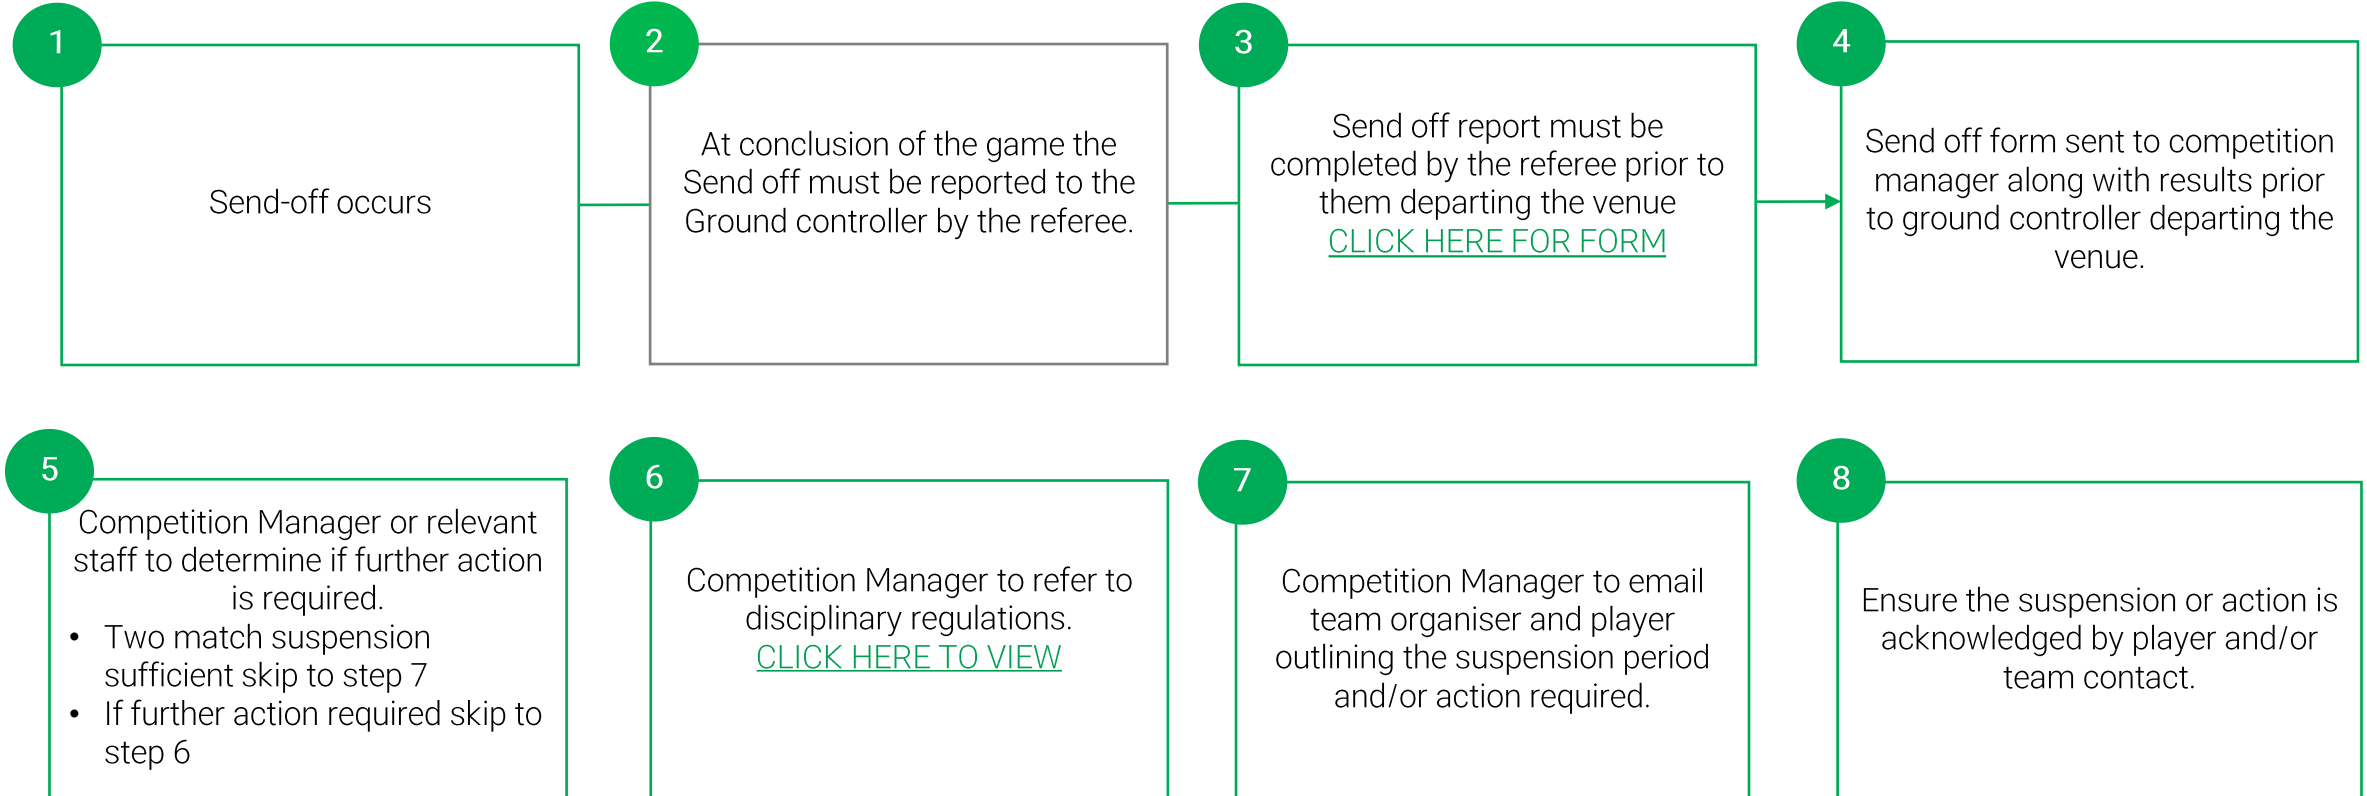 1
Send-off occurs
2
At conclusion of the game the
Send off must be reported to the
Ground controller by the referee.
3
Send off report must be
completed by the referee prior to
them departing the venue
CLICK HERE FOR FORM
4
Send off form sent to competition
manager along with results prior
to ground controller departing the
venue.
5
Competition Manager or relevant
staff to determine if further action
is required.
• Two match suspension
sufficient skip to step 7
• If further action required skip to
step 6
6
Competition Manager to refer to
disciplinary regulations.
CLICK HERE TO VIEW
7
Competition Manager to email
team organiser and player
outlining the suspension period
and/or action required.
8
Ensure the suspension or action is
acknowledged by player and/or
team contact.